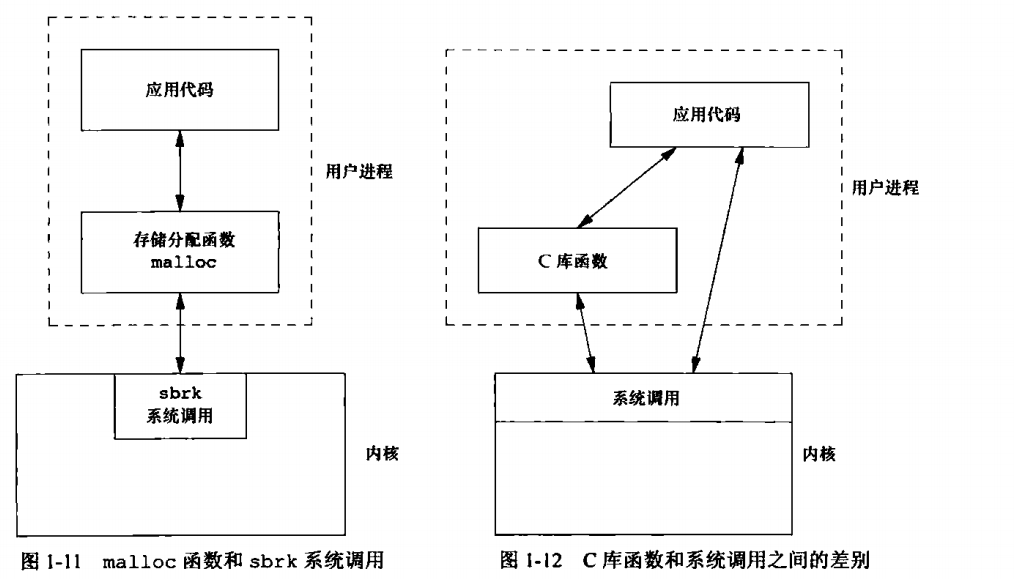 应用代码
用户进程
存储分配函数
malloc
sbrk
系统调用
内核
图 1-11 malloc 函数和 sbrk 系统调用
应用代码
用户进程
C 库函数
系统调用
内核
图 1-12 C 库函数和系统调用之间的差别